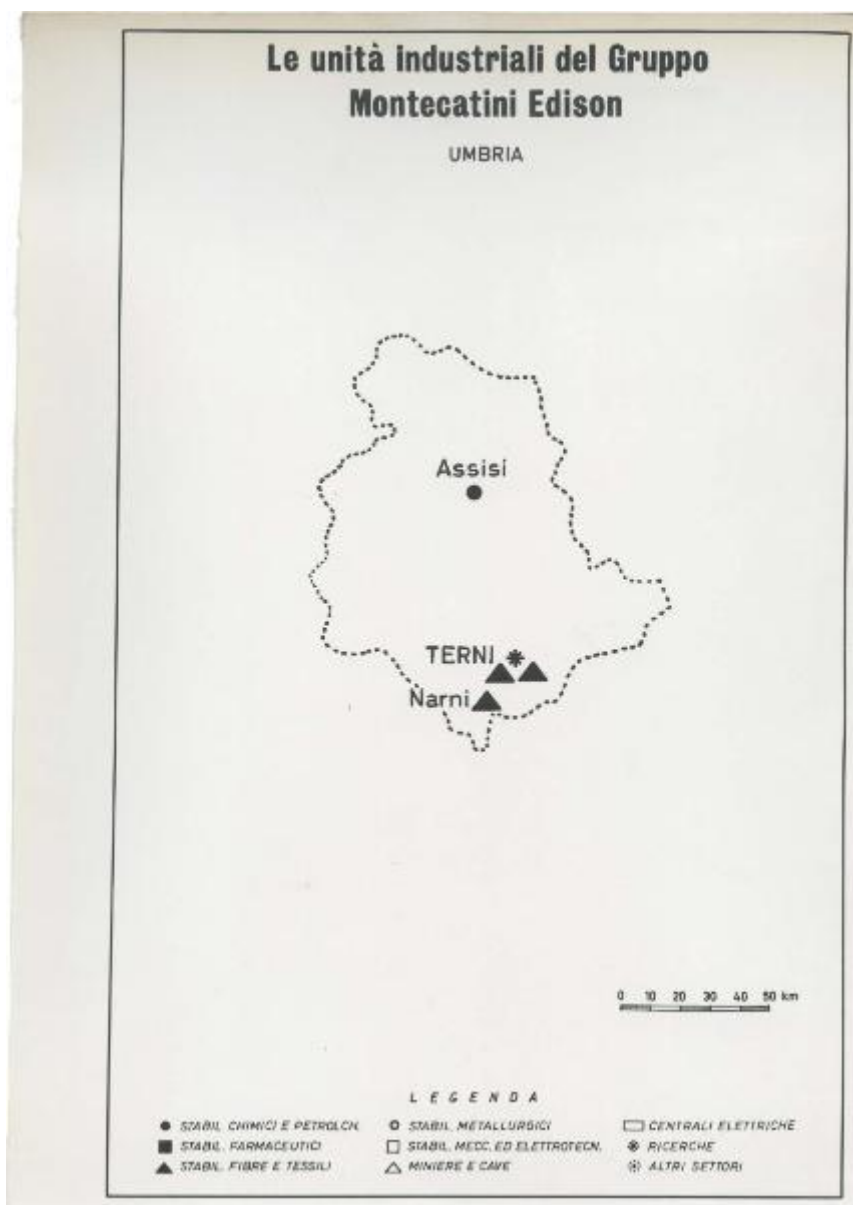 Le unità industriali del Gruppo
Montecatini Edison
UMBRIA
Assisi
TERNI
Narni
0 10 20 30 40 50 km
LEGENDA
STABIL. CHIMICI E PETROLCH.
STABIL. FARMACEUTICI
STABIL. FIBRE E TESSILI
STABIL. METALLURGICI
STABIL. MECC. ED ELETTROTECN.
MINIERE E CAVE
CENTRALI ELETTRICHE
RICERCHE
ALTRI SETTORI